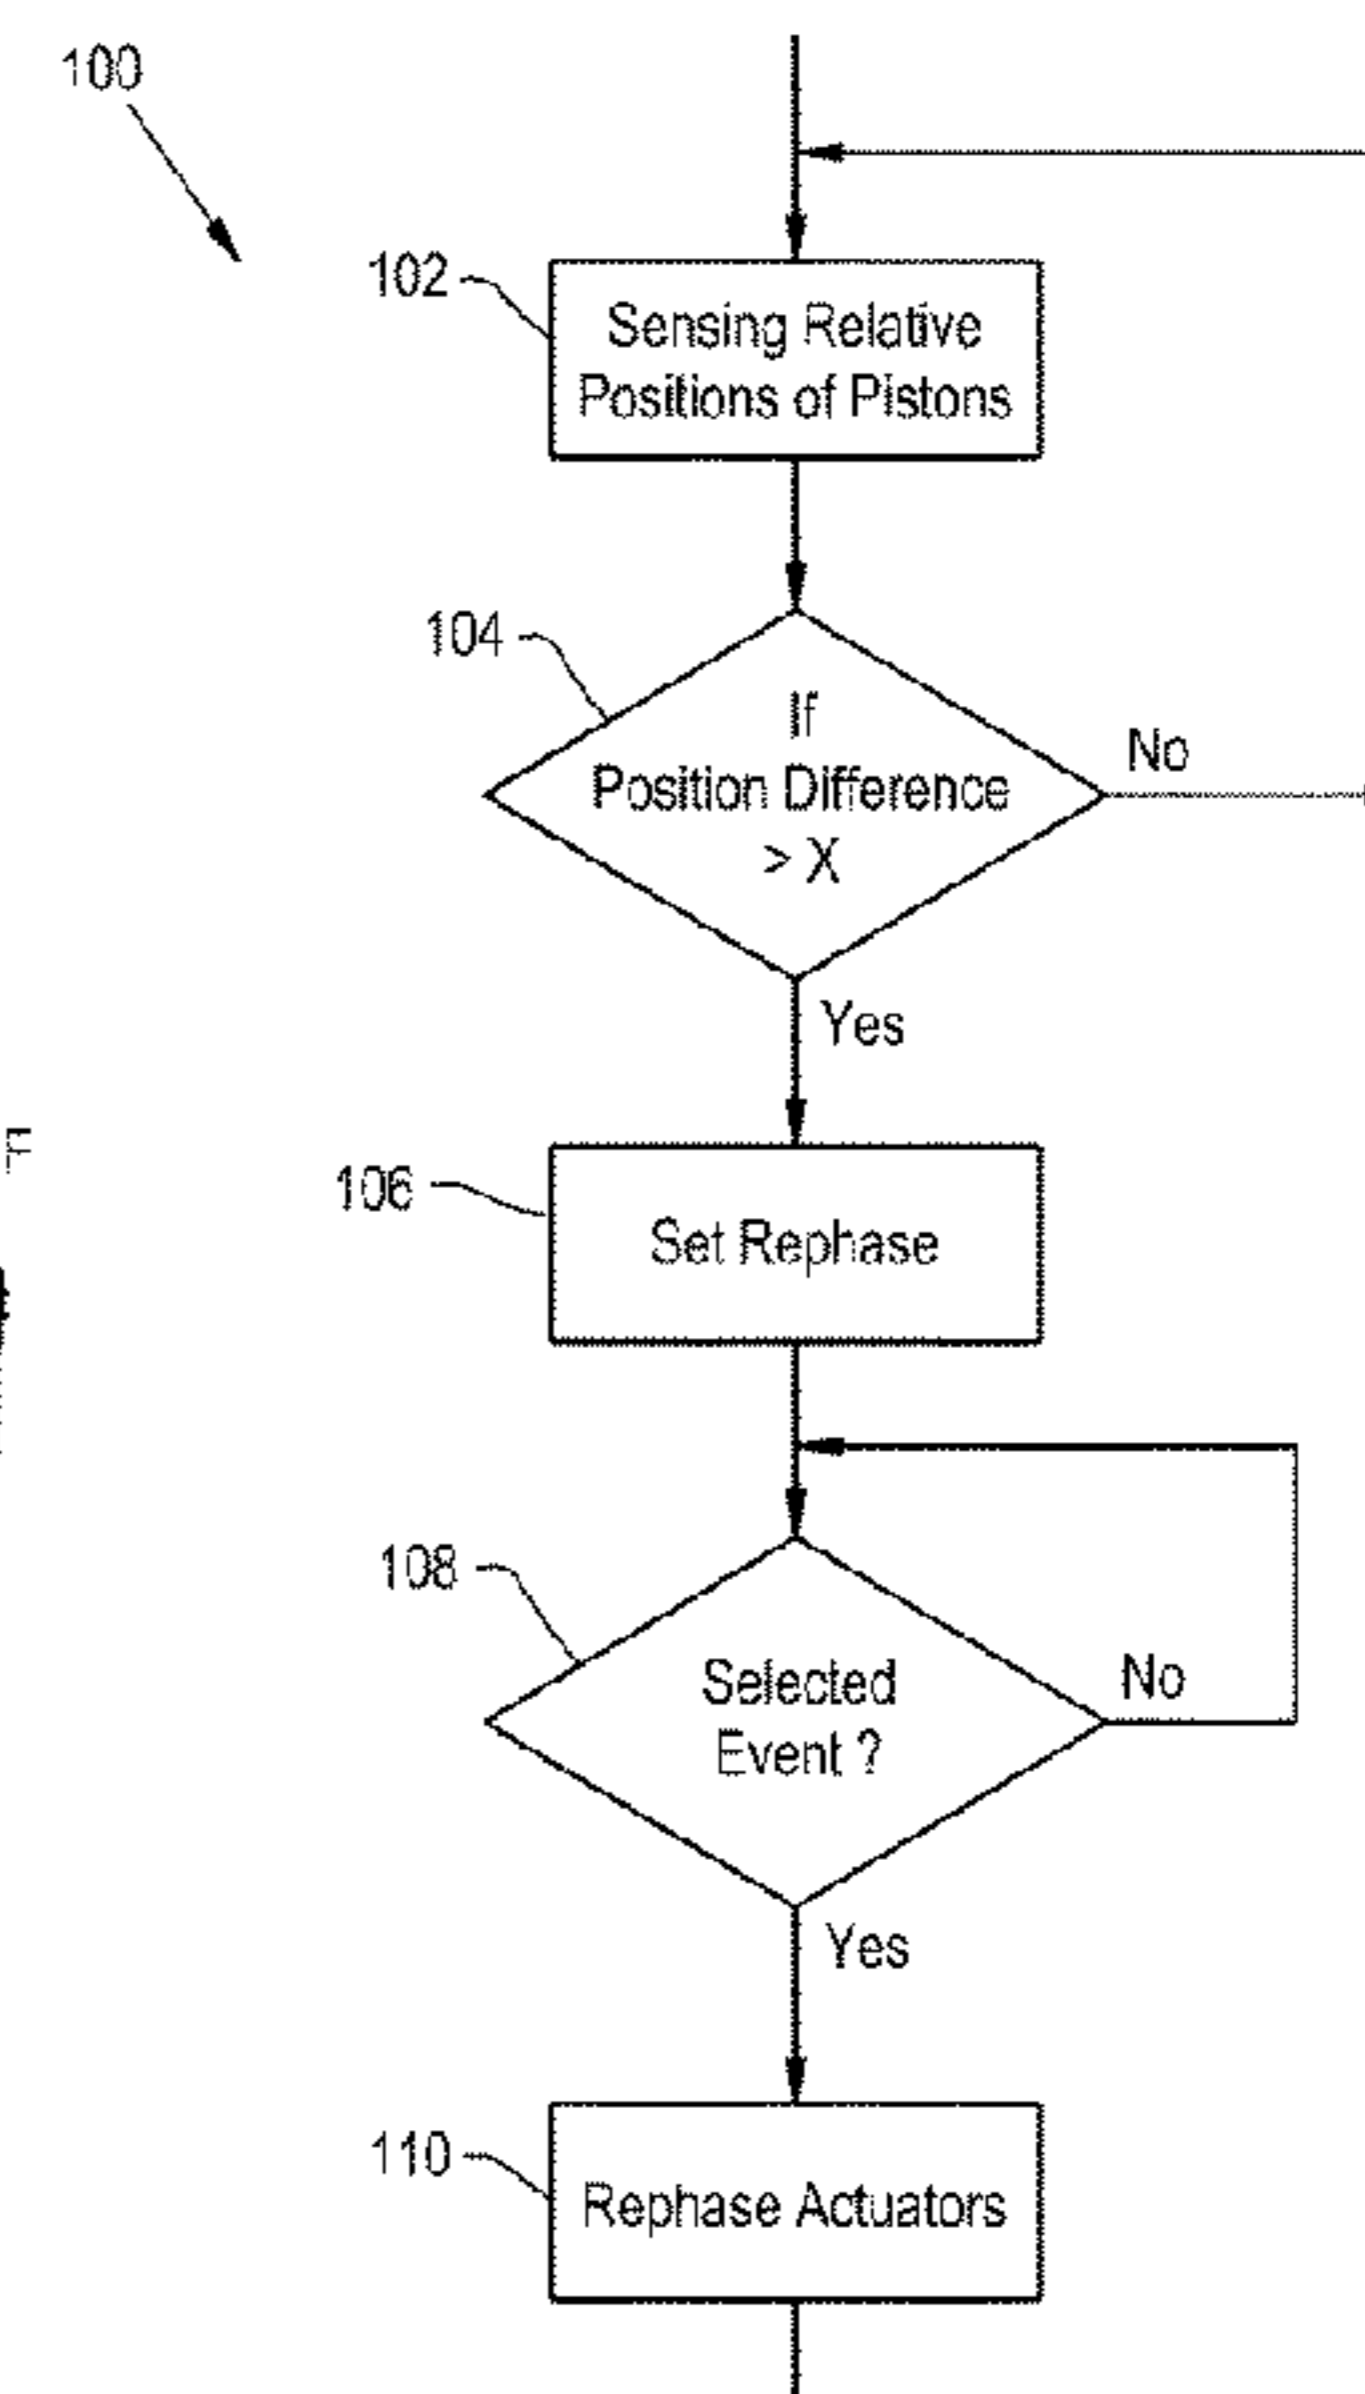 100
102
Sensing Relative
Positions of Pistons
104
If
Position Difference
> X
No
Yes
106
Set Rephase
108
Selected
Event ?
No
Yes
110
Rephase Actuators